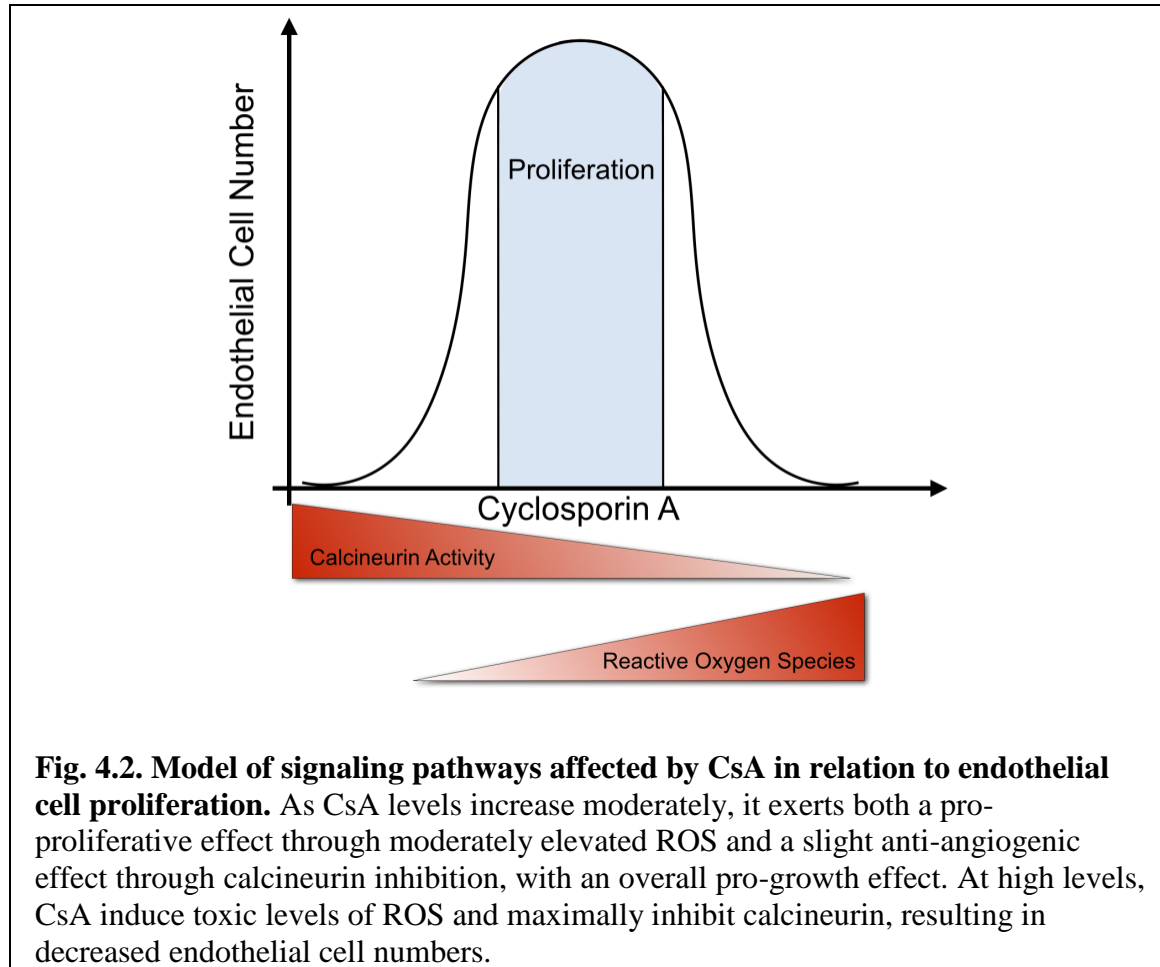 Endothelial Cell Number
Proliferation
Cyclosporin A
Calcineurin Activity
Reactive Oxygen Species
Fig. 4.2. Model of signaling pathways affected by CsA in relation to endothelial
cell proliferation. As CsA levels increase moderately, it exerts both a pro-
proliferative effect through moderately elevated ROS and a slight anti-angiogenic
effect through calcineurin inhibition, with an overall pro-growth effect. At high levels,
CsA induce toxic levels of ROS and maximally inhibit calcineurin, resulting in
decreased endothelial cell numbers.